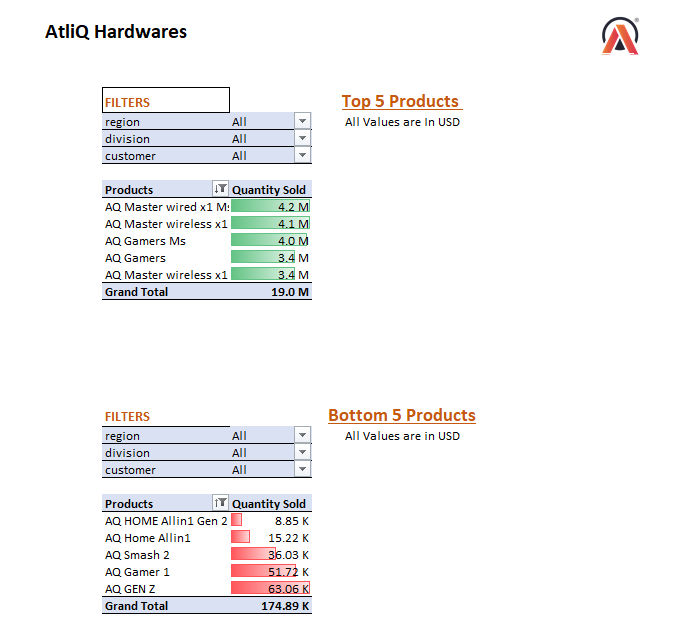 AtliQ Hardwares
FILTERS
Top 5 Products
region All
All Values are In USD
division All
customer All
Products Quantity Sold
AQ Master wired x1 Ms 4.2 M
AQ Master wireless x1 4.1 M
AQ Gamers Ms 4.0 M
AQ Gamers 3.4 M
AQ Master wireless x1 3.4 M
Grand Total 19.0 M
FILTERS
Bottom 5 Products
region All
All Values are in USD
division All
customer All
Products Quantity Sold
AQ HOME Allin1 Gen 2 8.85 K
AQ Home Allin1 15.22 K
AQ Smash 2 36.03 K
AQ Gamer 1 51.72 K
AQ GEN Z 63.06 K
Grand Total 174.89 K